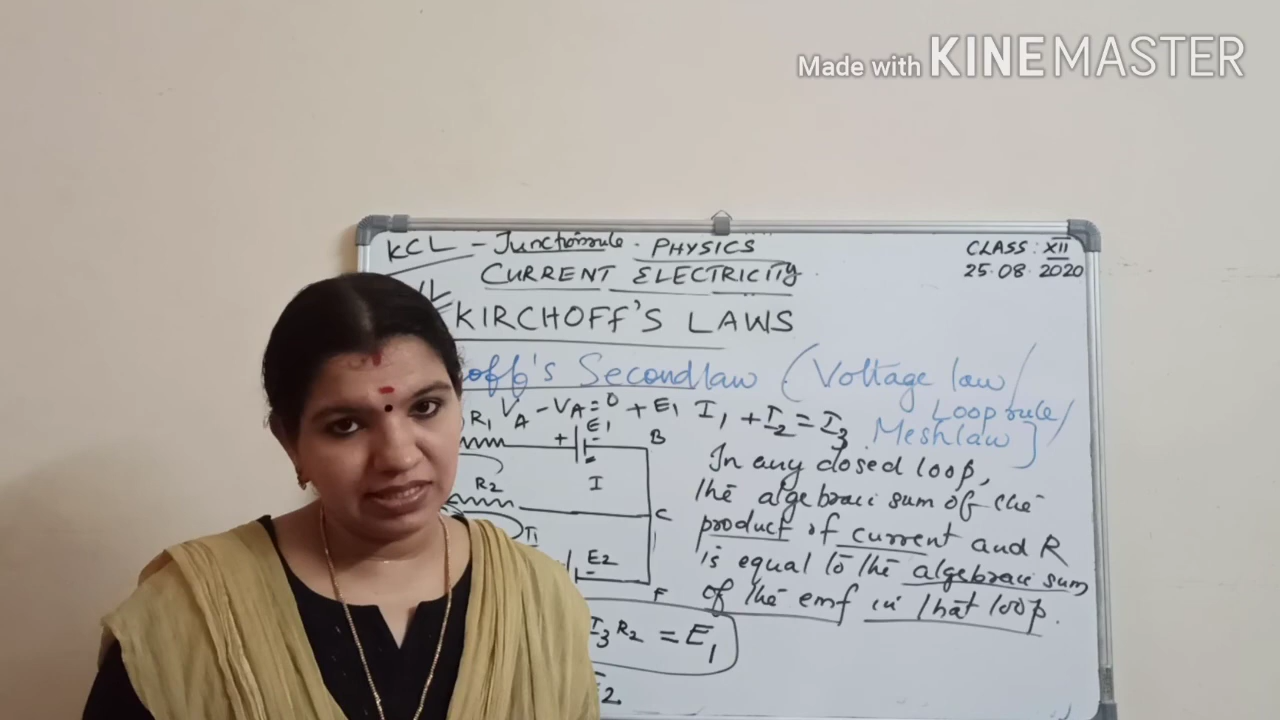 Made with KINEMASTER
KCL - Junction rule. PHYSICS
CLASS: XII
CURRENT ELECTRICITY
25.08.2020
KIRCHOFF'S LAWS
off's Second law (Voltage law/
Loop rule/
Mesh law]
VA - VA = 0 + E1 I1 + I2 = I3
R1
E1
+ -
B
I
R2
C
I1
E2
-
F
In any closed loop,
the algebraic sum of the
product of current and R
is equal to the algebraic sum
of the emf in that loop.
I3 R2 = E1